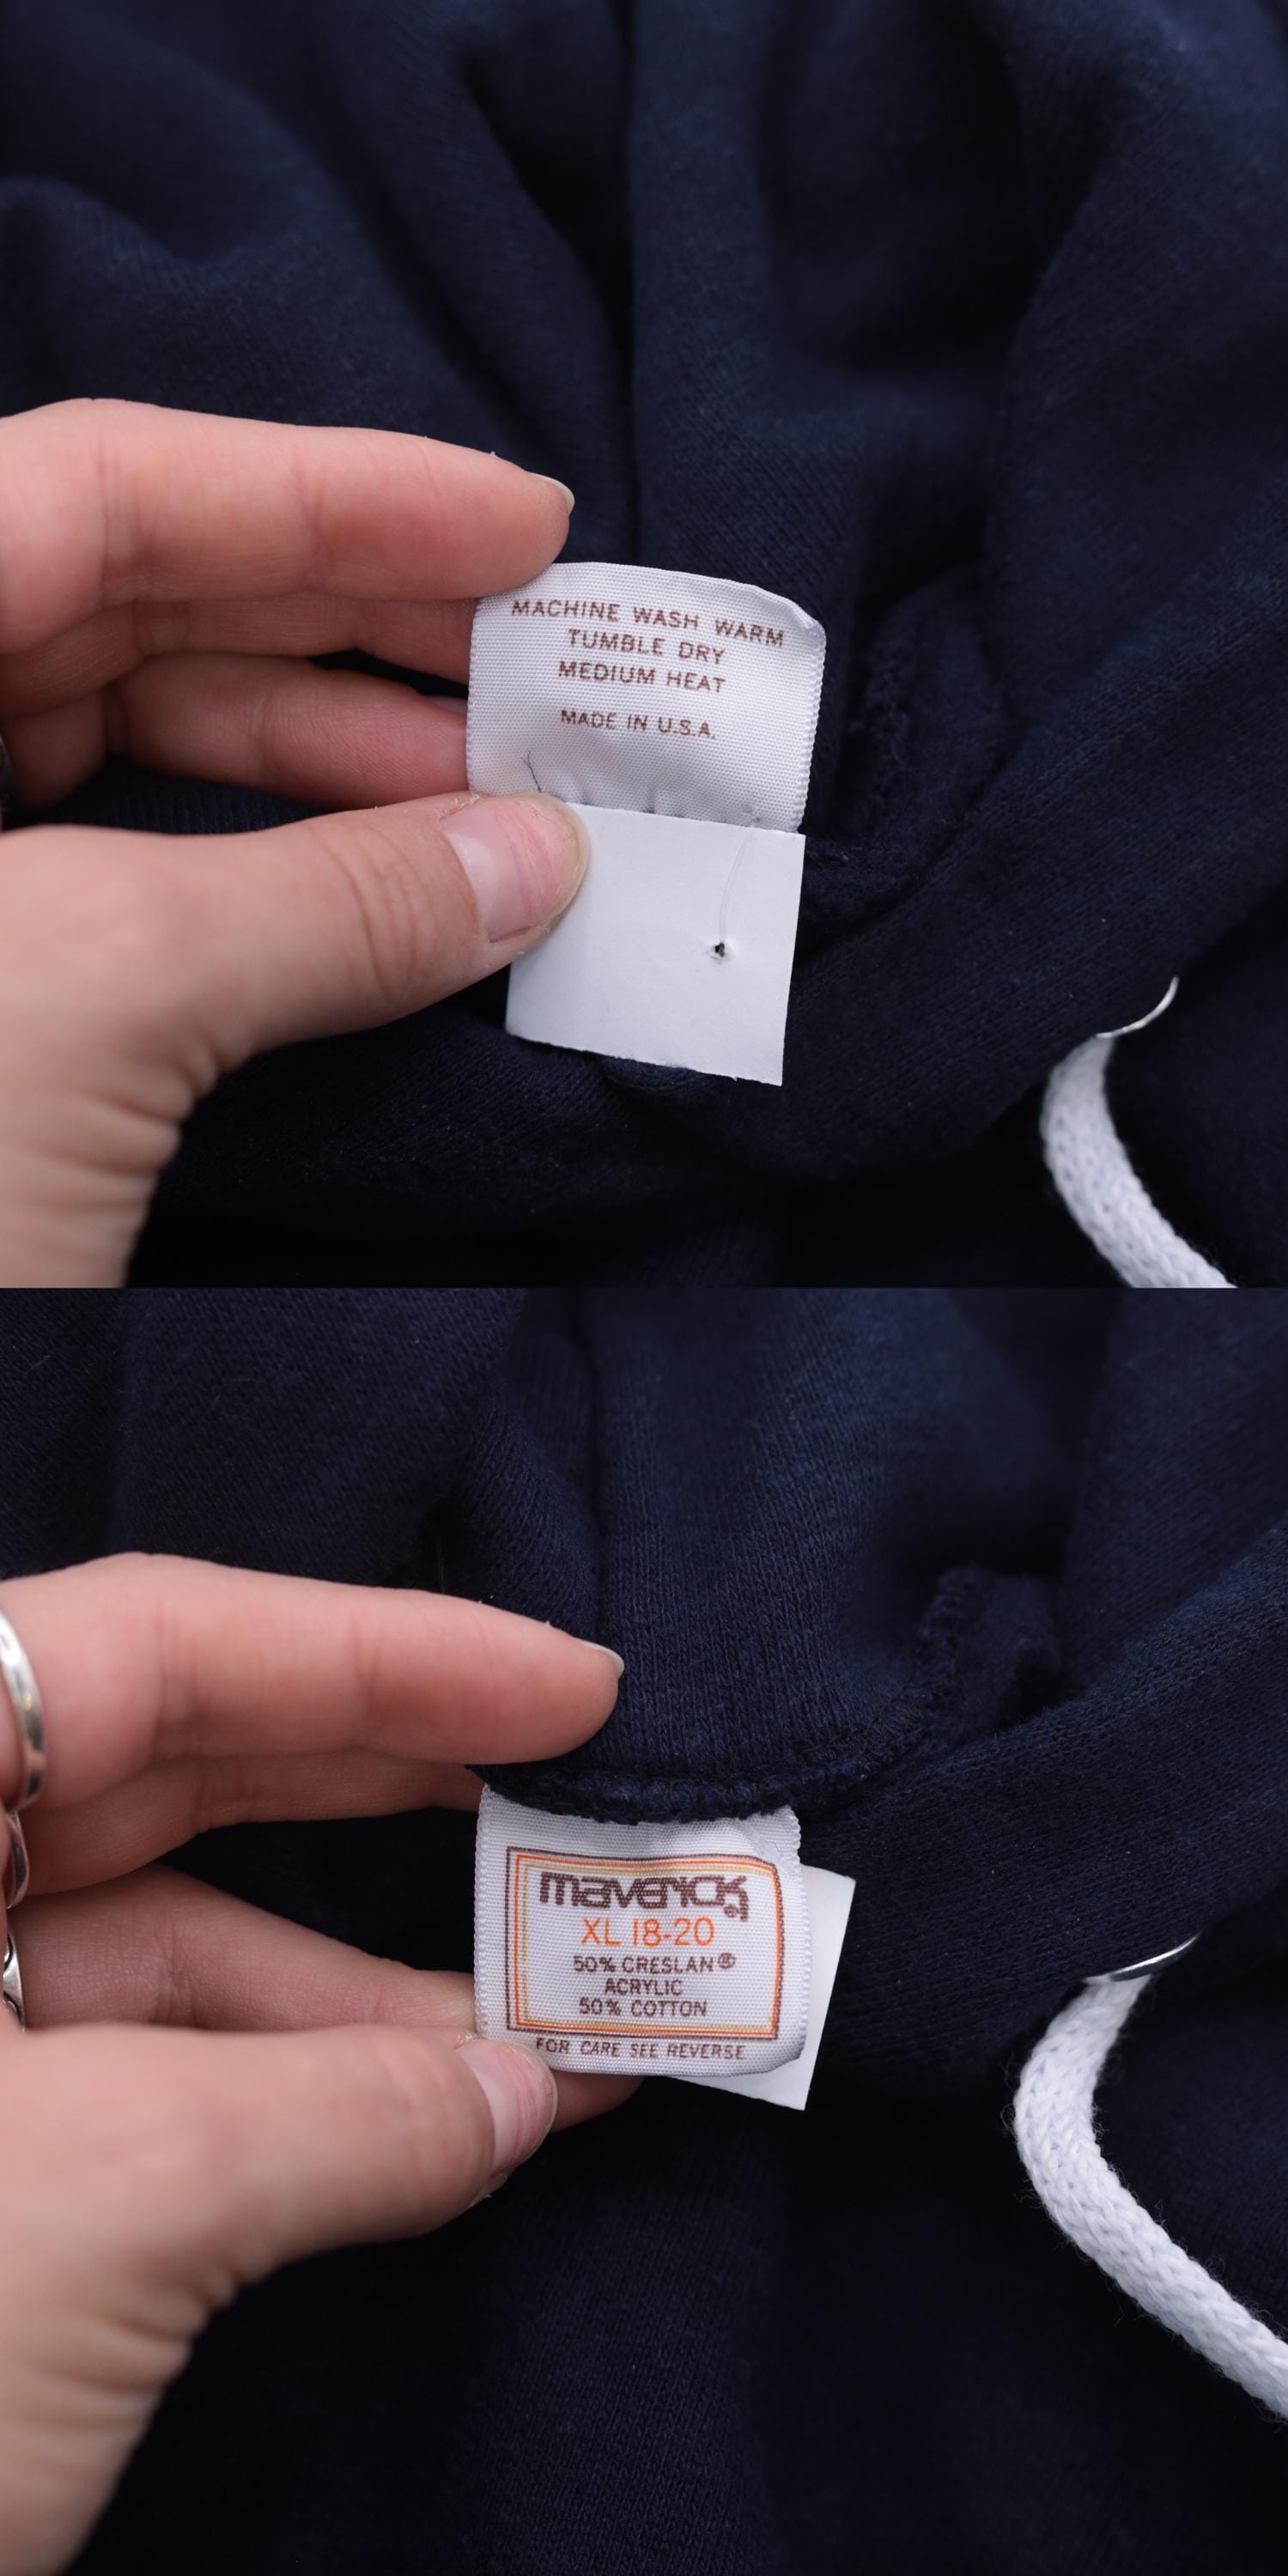 MACHINE WASH WARM
TUMBLE DRY
MEDIUM HEAT
MADE IN U.S.A.
maverick®
XL 18-20
50% CRESLAN®
ACRYLIC
50% COTTON
FOR CARE SEE REVERSE